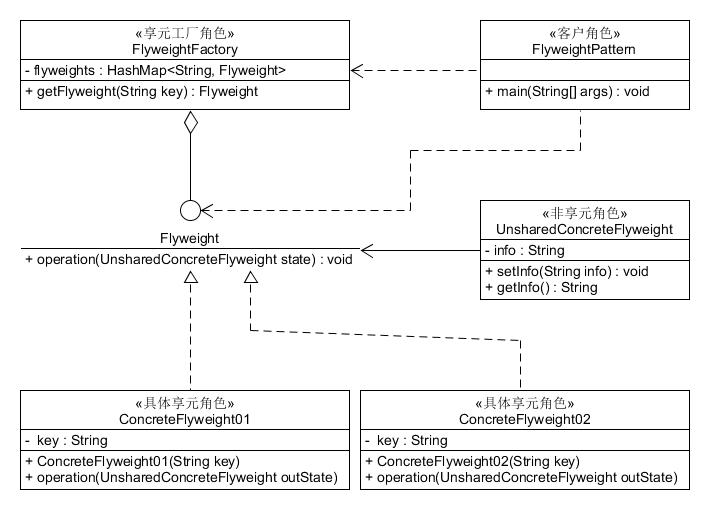 «享元工厂角色»
FlyweightFactory
- flyweights : HashMap<String, Flyweight>
+ getFlyweight(String key) : Flyweight
«客户角色»
FlyweightPattern
+ main(String[] args) : void
Flyweight
+ operation(UnsharedConcreteFlyweight state) : void
«非享元角色»
UnsharedConcreteFlyweight
- info : String
+ setInfo(String info) : void
+ getInfo() : String
«具体享元角色»
ConcreteFlyweight01
- key : String
+ ConcreteFlyweight01(String key)
+ operation(UnsharedConcreteFlyweight outState)
«具体享元角色»
ConcreteFlyweight02
- key : String
+ ConcreteFlyweight02(String key)
+ operation(UnsharedConcreteFlyweight outState)